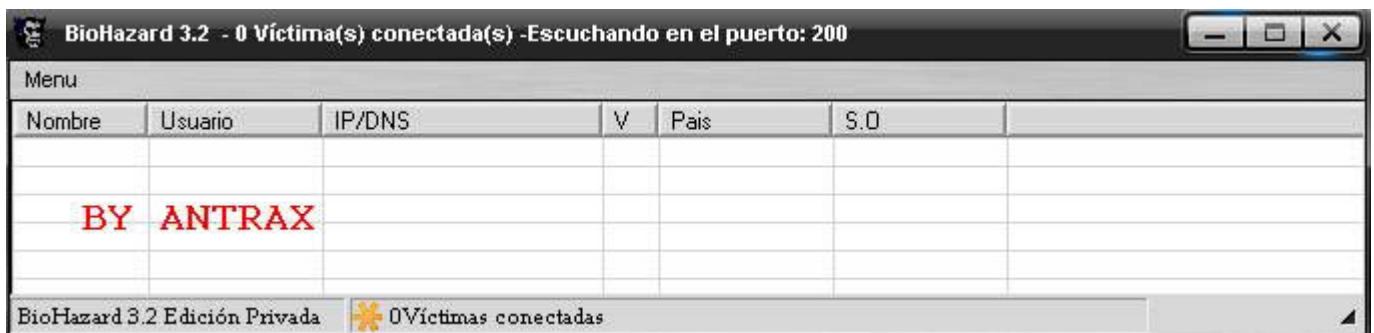 BioHazard 3.2 - 0 Víctima(s) conectada(s) -Escuchando en el puerto: 200
Menu
Nombre Usuario IP/DNS V Pais S.O
BY ANTRAX
BioHazard 3.2 Edición Privada 0Víctimas conectadas